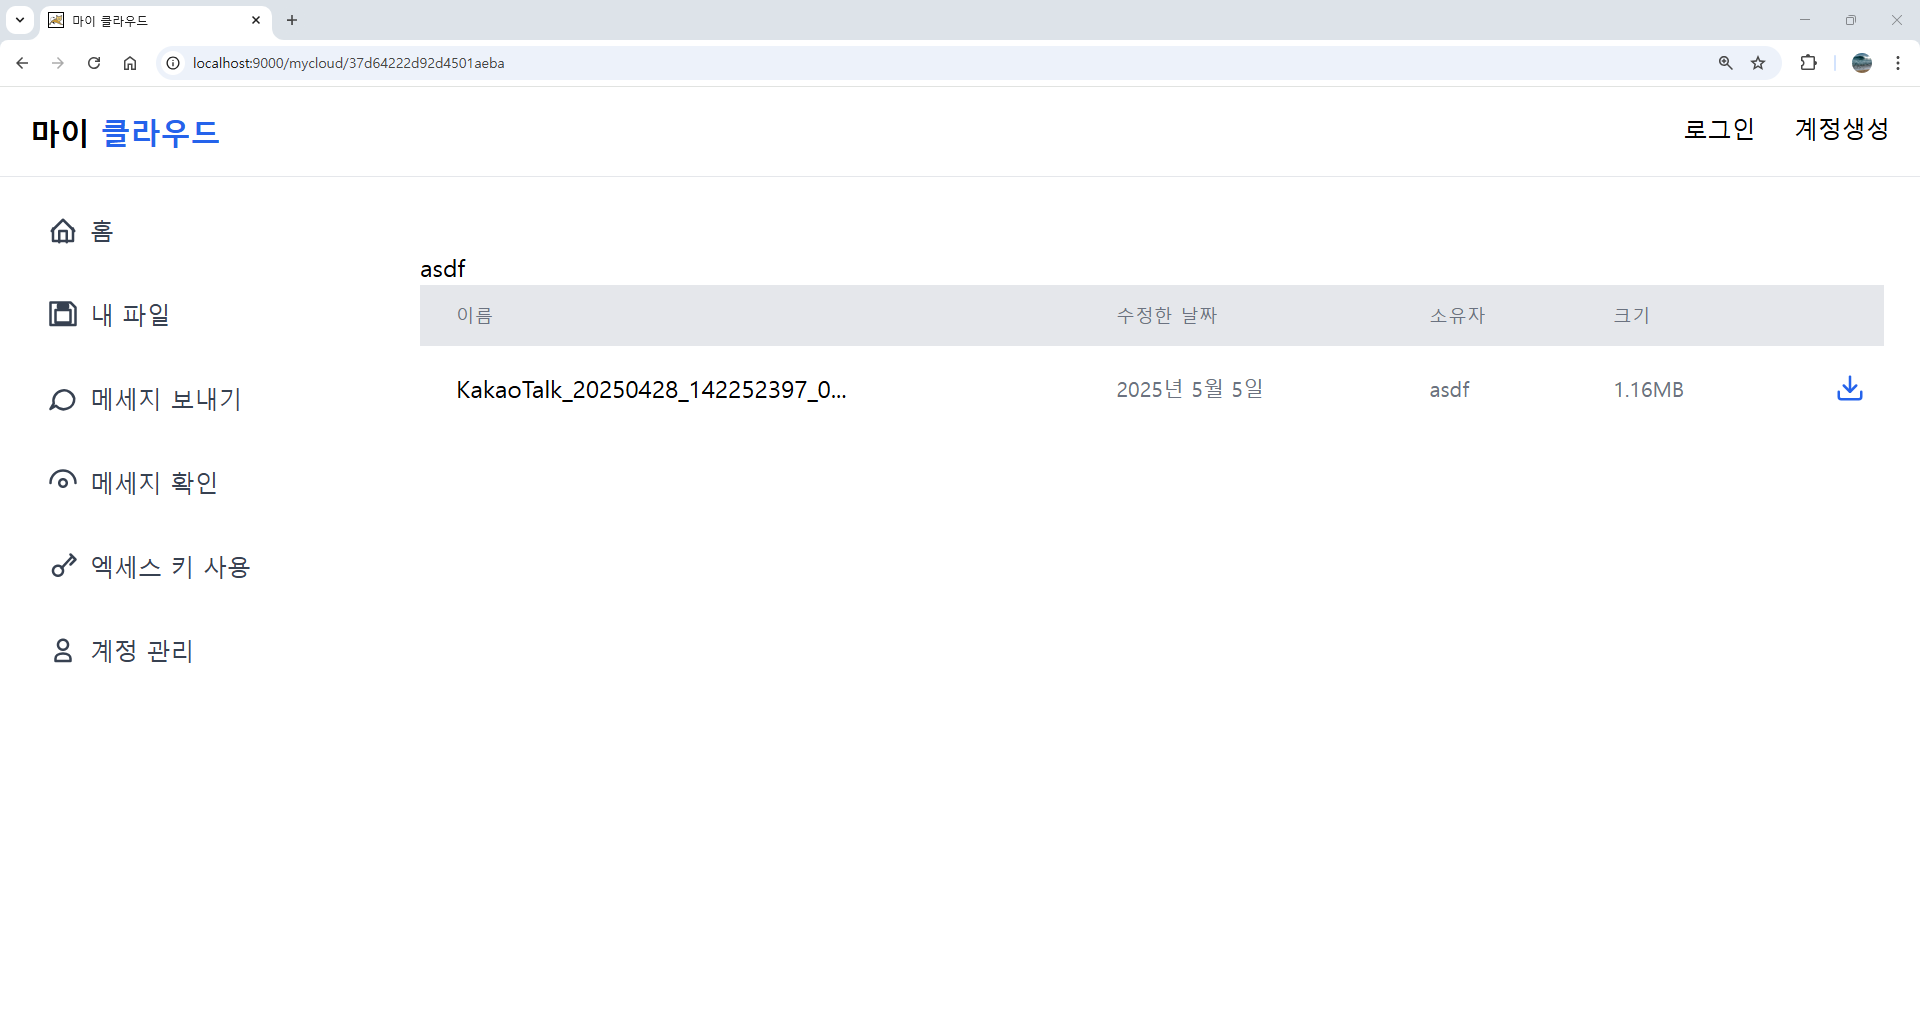 마이 클라우드
localhost:9000/mycloud/37d64222d92d4501aeba
마이 클라우드
로그인 계정생성
홈
내 파일
메세지 보내기
메세지 확인
엑세스 키 사용
계정 관리
asdf
이름 수정한 날짜 소유자 크기
KakaoTalk_20250428_142252397_0... 2025년 5월 5일 asdf 1.16MB